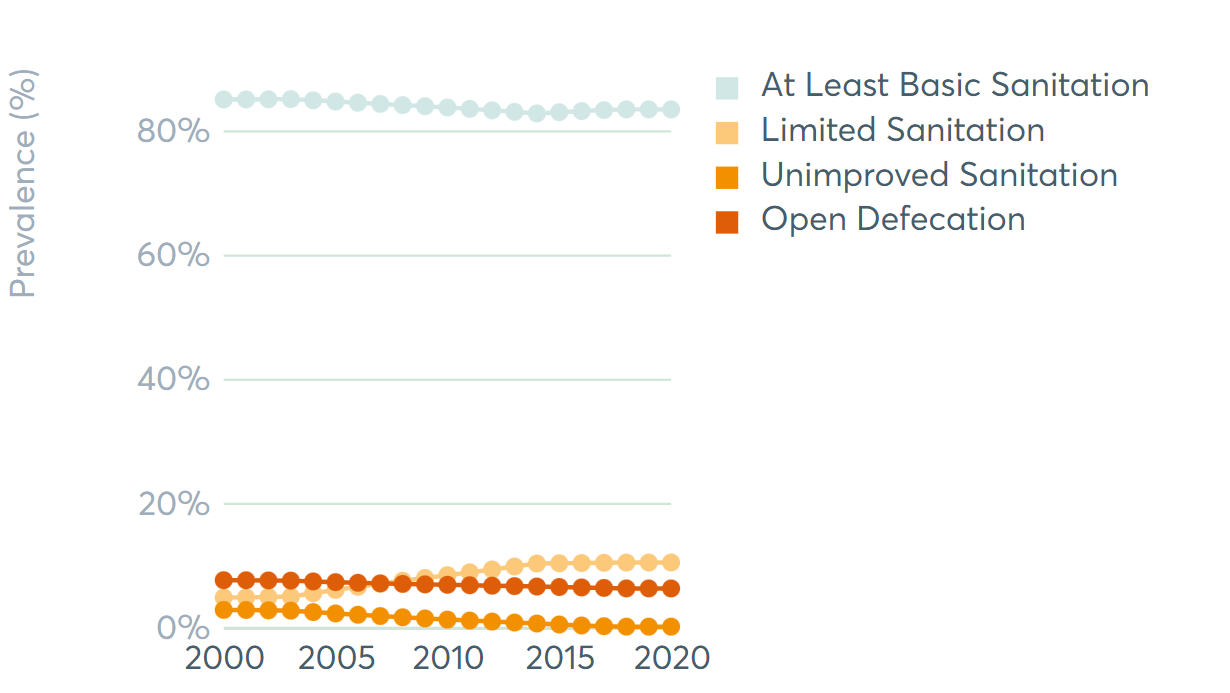 Prevalence (%)
80%
60%
40%
20%
0%
2000 2005 2010 2015 2020
At Least Basic Sanitation
Limited Sanitation
Unimproved Sanitation
Open Defecation